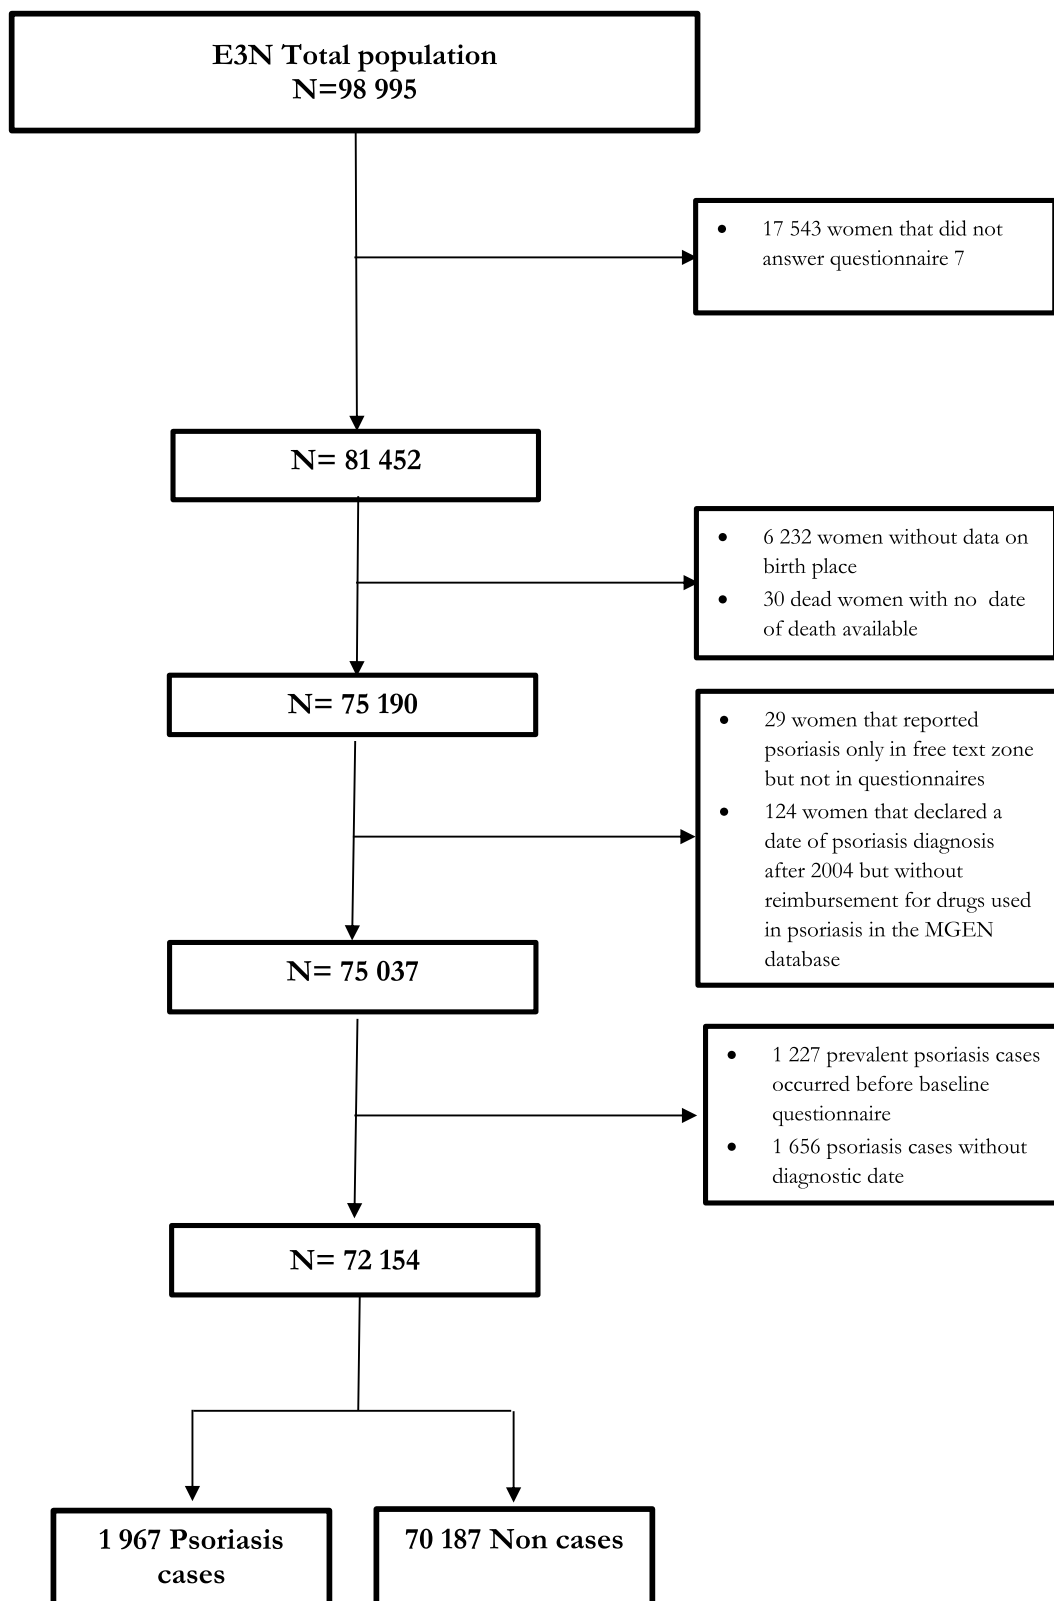 E3N Total population
N=98 995
• 17 543 women that did not
answer questionnaire 7
N= 81 452
• 6 232 women without data on
birth place
• 30 dead women with no date
of death available
N= 75 190
• 29 women that reported
psoriasis only in free text zone
but not in questionnaires
• 124 women that declared a
date of psoriasis diagnosis
after 2004 but without
reimbursement for drugs used
in psoriasis in the MGEN
database
N= 75 037
• 1 227 prevalent psoriasis cases
occurred before baseline
questionnaire
• 1 656 psoriasis cases without
diagnostic date
N= 72 154
1 967 Psoriasis
cases
70 187 Non cases